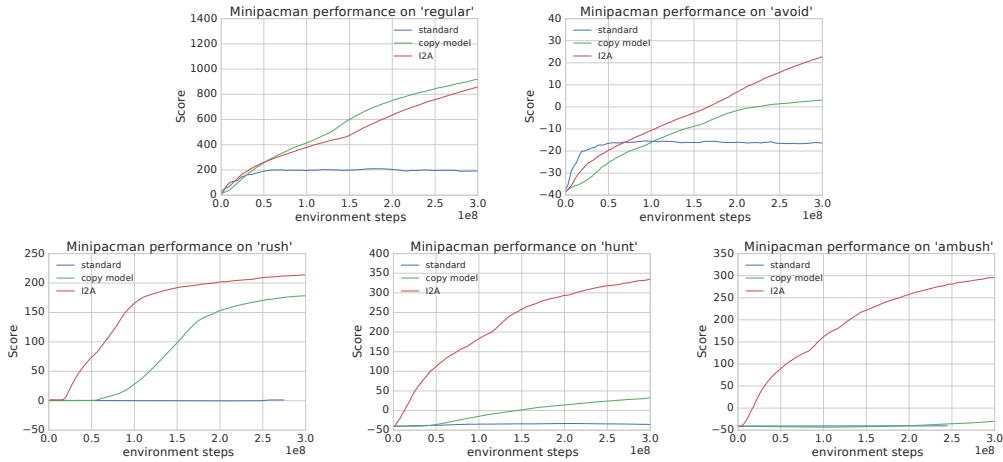 Minipacman performance on 'regular'
1400
1200
1000
800
600
400
200
0
Score
standard
copy model
I2A
0.0 0.5 1.0 1.5 2.0 2.5 3.0
1e8
environment steps
Minipacman performance on 'avoid'
40
30
20
10
0
−10
−20
−30
−40
Score
standard
copy model
I2A
0.0 0.5 1.0 1.5 2.0 2.5 3.0
1e8
environment steps
Minipacman performance on 'rush'
250
200
150
100
50
0
−50
Score
standard
copy model
I2A
0.0 0.5 1.0 1.5 2.0 2.5 3.0
1e8
environment steps
Minipacman performance on 'hunt'
400
350
300
250
200
150
100
50
0
−50
Score
standard
copy model
I2A
0.0 0.5 1.0 1.5 2.0 2.5 3.0
1e8
environment steps
Minipacman performance on 'ambush'
350
300
250
200
150
100
50
0
−50
Score
standard
copy model
I2A
0.0 0.5 1.0 1.5 2.0 2.5 3.0
1e8
environment steps